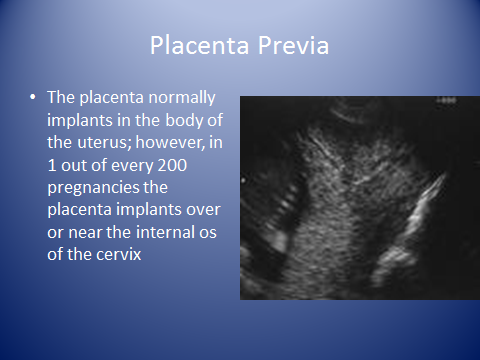 Placenta Previa
• The placenta normally
implants in the body of
the uterus; however, in
1 out of every 200
pregnancies the
placenta implants over
or near the internal os
of the cervix